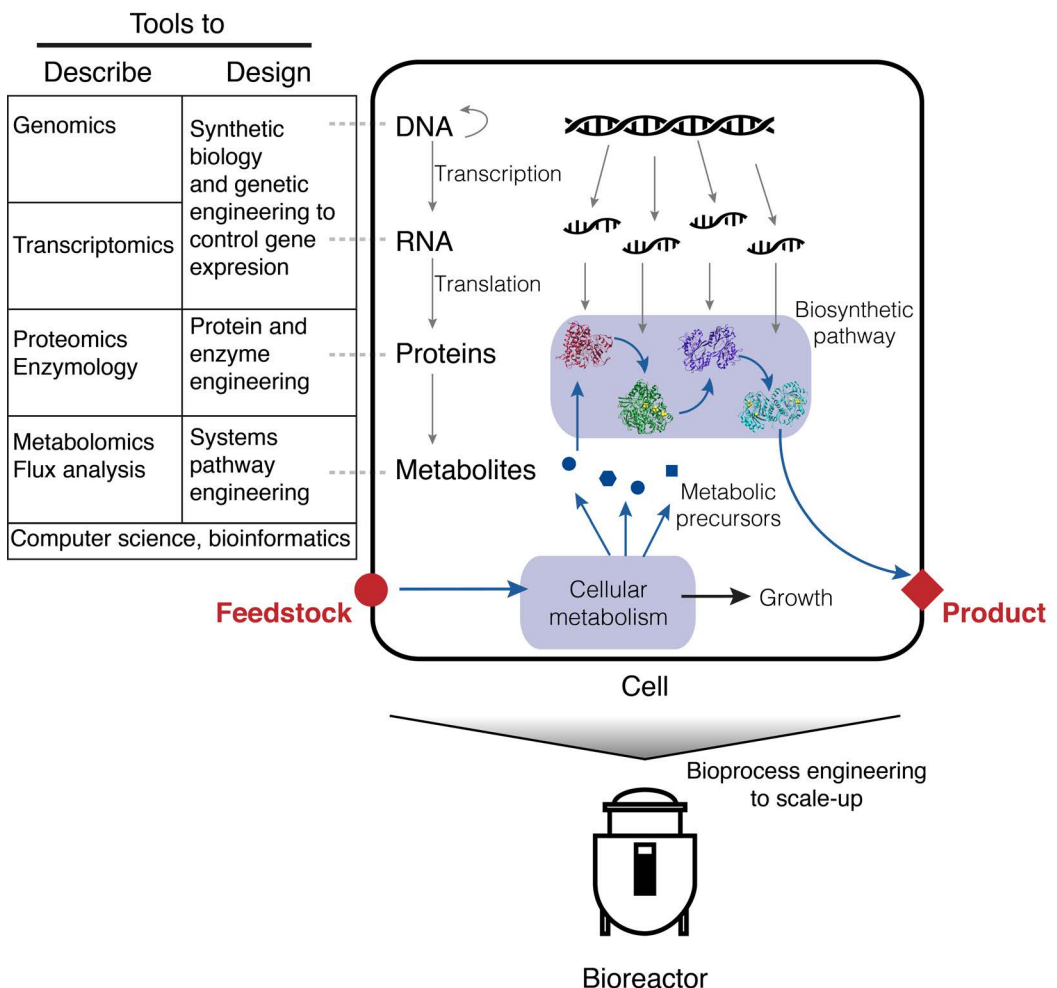 Tools to
Describe
Design
Genomics
Synthetic
biology
and genetic
engineering to
control gene
expresion
Transcriptomics
Proteomics
Enzymology
Protein and
enzyme
engineering
Metabolomics
Flux analysis
Systems
pathway
engineering
Computer science, bioinformatics
DNA
Transcription
RNA
Translation
Proteins
Metabolites
Biosynthetic
pathway
Metabolic
precursors
Feedstock
Cellular
metabolism
Growth
Product
Cell
Bioprocess engineering
to scale-up
Bioreactor